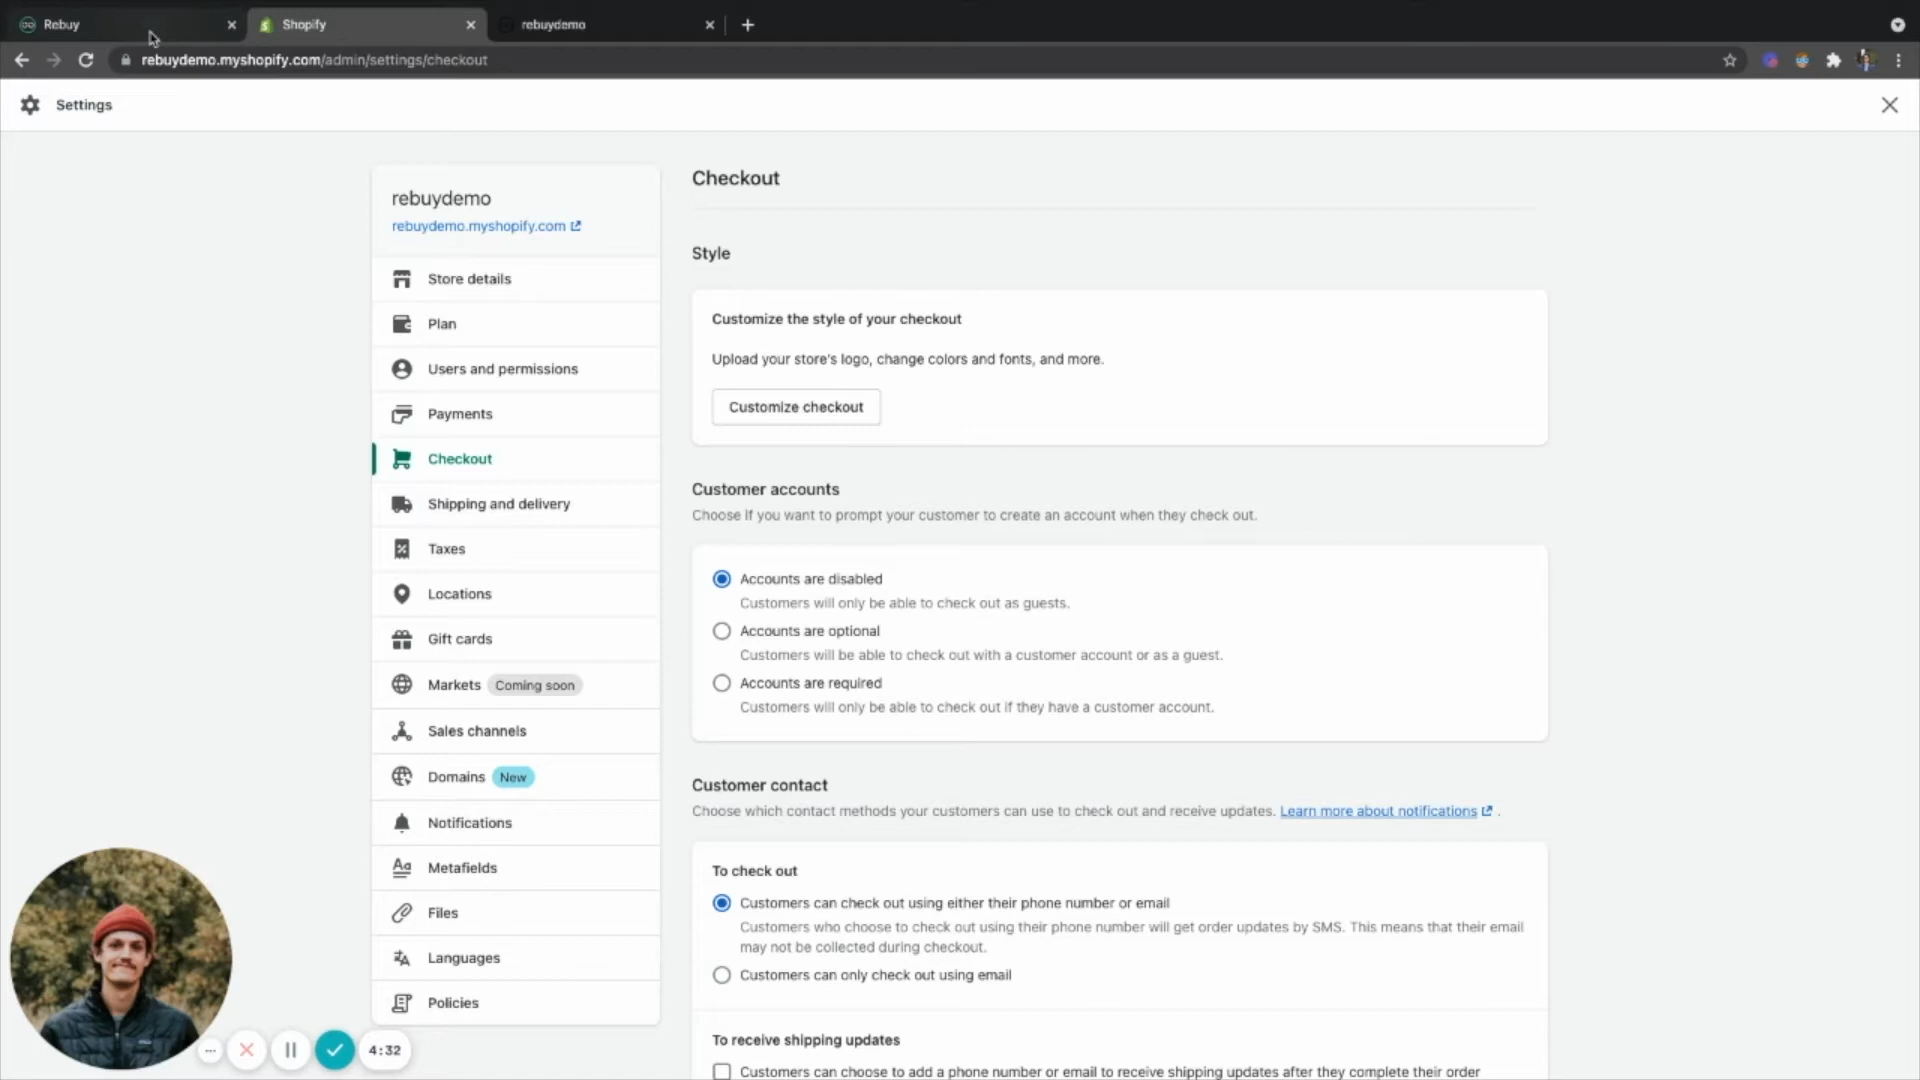 Rebuy
Shopify
rebuydemo
rebuydemo.myshopify.com/admin/settings/checkout
Settings
rebuydemo
rebuydemo.myshopify.com
Store details
Plan
Users and permissions
Payments
Checkout
Shipping and delivery
Taxes
Locations
Gift cards
Markets Coming soon
Sales channels
Domains New
Notifications
Metafields
Files
Languages
Policies
Checkout
Style
Customize the style of your checkout
Upload your store's logo, change colors and fonts, and more.
Customize checkout
Customer accounts
Choose if you want to prompt your customer to create an account when they check out.
Accounts are disabled
Customers will only be able to check out as guests.
Accounts are optional
Customers will be able to check out with a customer account or as a guest.
Accounts are required
Customers will only be able to check out if they have a customer account.
Customer contact
Choose which contact methods your customers can use to check out and receive updates. Learn more about notifications .
To check out
Customers can check out using either their phone number or email
Customers who choose to check out using their phone number will get order updates by SMS. This means that their email
may not be collected during checkout.
Customers can only check out using email
To receive shipping updates
Customers can choose to add a phone number or email to receive shipping updates after they complete their order
4:32